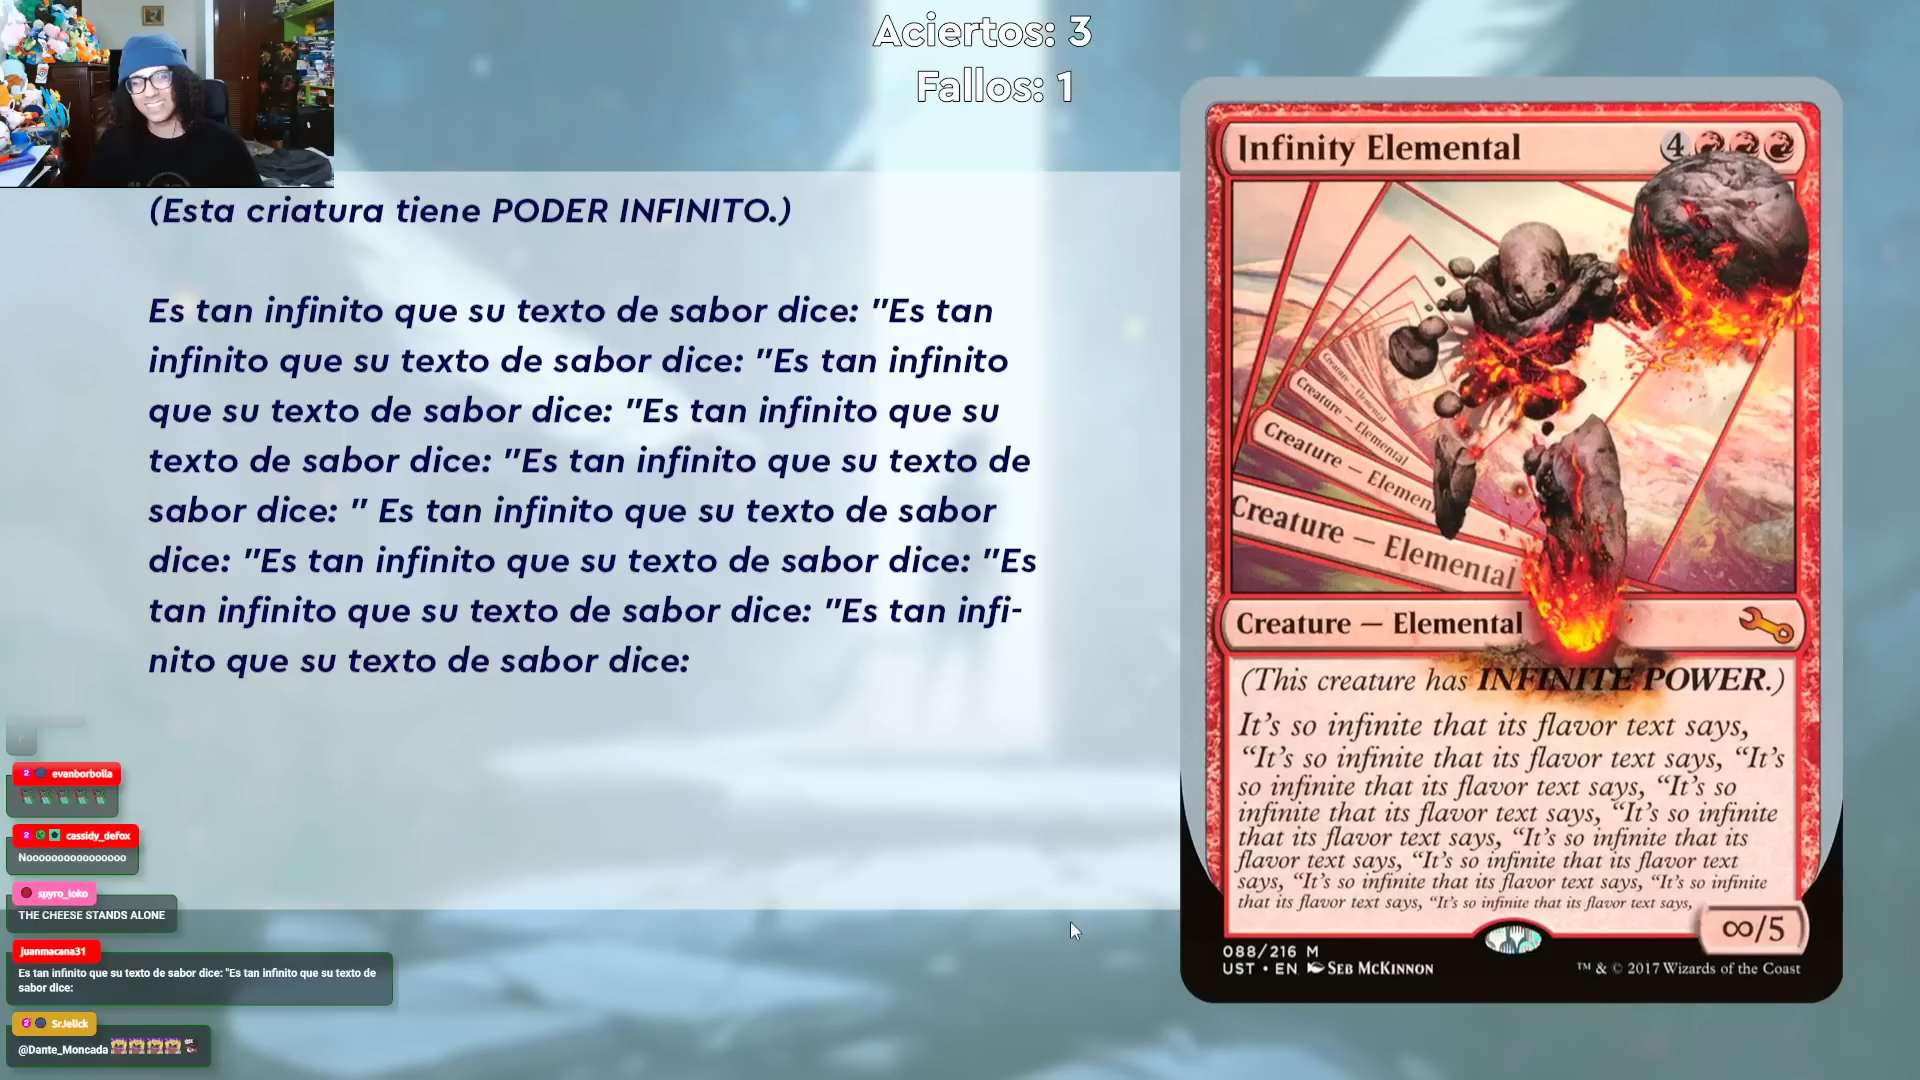 Aciertos: 3
Fallos: 1
(Esta criatura tiene PODER INFINITO.)
Es tan infinito que su texto de sabor dice: "Es tan
infinito que su texto de sabor dice: "Es tan infinito
que su texto de sabor dice: "Es tan infinito que su
texto de sabor dice: "Es tan infinito que su texto de
sabor dice: " Es tan infinito que su texto de sabor
dice: "Es tan infinito que su texto de sabor dice: "Es
tan infinito que su texto de sabor dice: "Es tan infi-
nito que su texto de sabor dice:
Infinity Elemental 4
Creature — Elemental
Creature — Elemental
Creature — Elemen
Creature — Elemental
Creature — Elemental
(This creature has INFINITE POWER.)
It's so infinite that its flavor text says,
“It's so infinite that its flavor text says, “It's
so infinite that its flavor text says, “It's so
infinite that its flavor text says, “It's so infinite
that its flavor text says, “It's so infinite that its
flavor text says, “It's so infinite that its flavor text
says, “It's so infinite that its flavor text says, “It's so infinite
that its flavor text says, “It's so infinite that its flavor text says,
∞/5
088/216 M
UST • EN SEB MCKINNON
™ & © 2017 Wizards of the Coast
2 evanborbolla
2 cassidy_defox
Nooooooooooooooo
spyro_loko
THE CHEESE STANDS ALONE
juanmacana31
Es tan infinito que su texto de sabor dice: "Es tan infinito que su texto de
sabor dice:
2 SrJelick
@Dante_Moncada